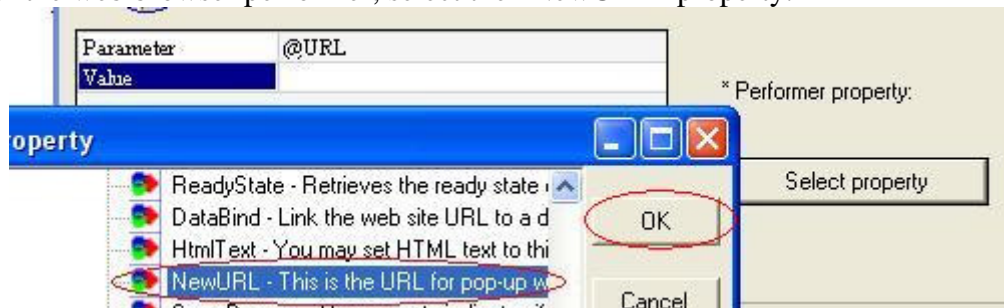 Parameter @URL
Value
* Performer property:
operty
Select property
ReadyState - Retrieves the ready state
DataBind - Link the web site URL to a d
OK
HtmlText - You may set HTML text to thi
NewURL - This is the URL for pop-up w
Cancel